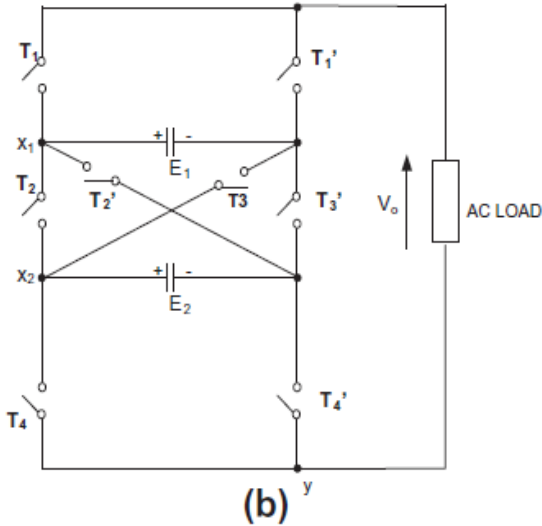 T1
T1’
+ -
x1
E1
T2
T2’
T3
T3’
Vo
AC LOAD
x2
+ -
E2
T4
T4’
y
(b)